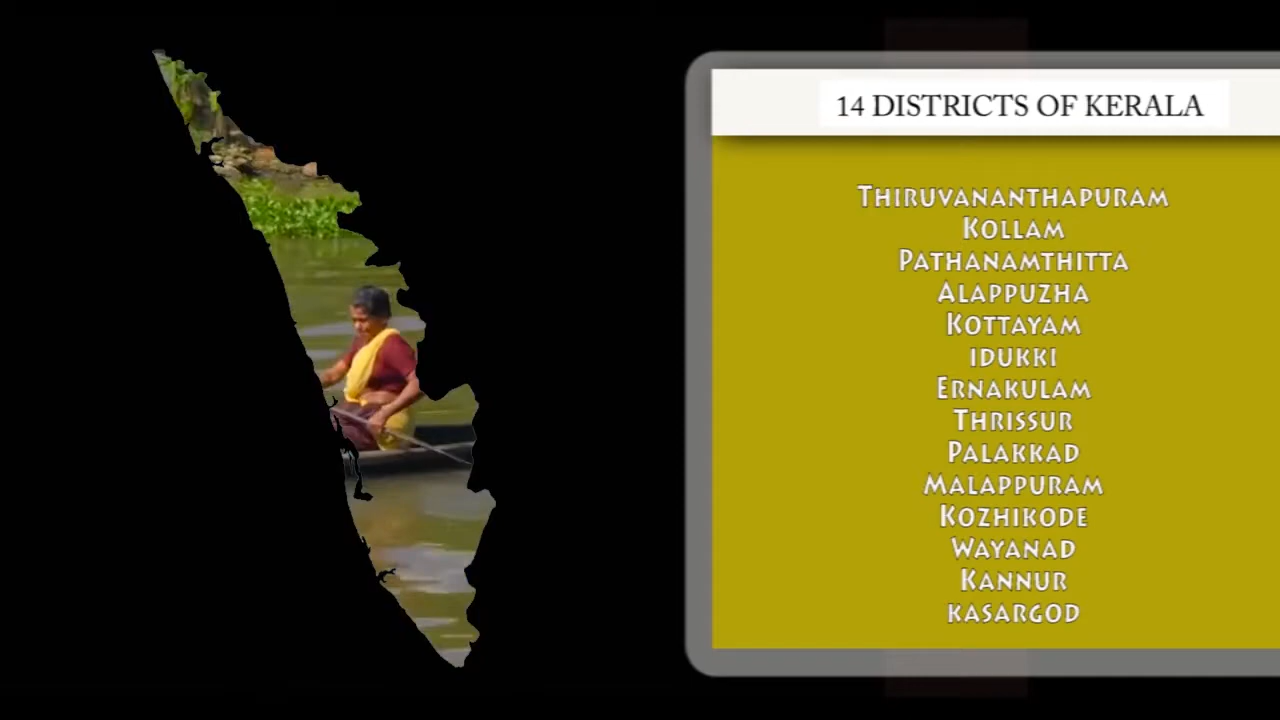 14 DISTRICTS OF KERALA
THIRUVANANTHAPURAM
KOLLAM
PATHANAMTHITTA
ALAPPUZHA
KOTTAYAM
IDUKKI
ERNAKULAM
THRISSUR
PALAKKAD
MALAPPURAM
KOZHIKODE
WAYANAD
KANNUR
KASARGOD